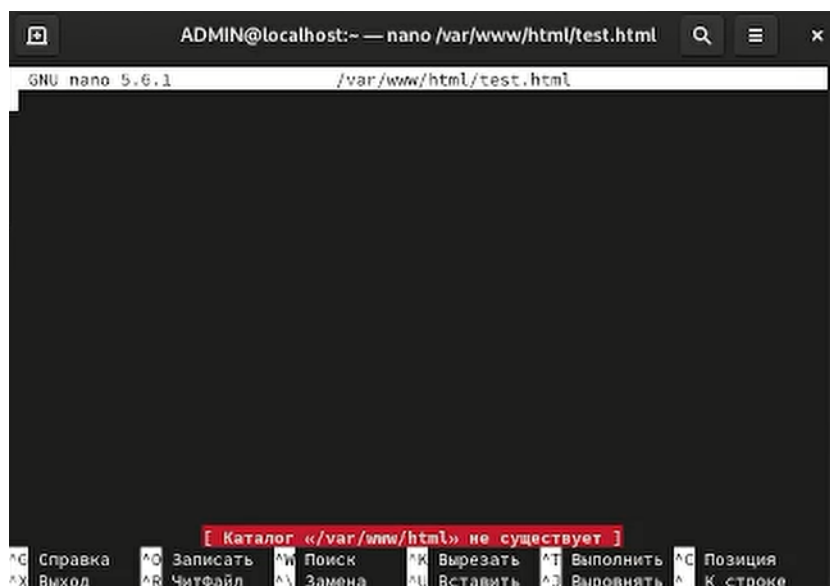 ADMIN@localhost:~ — nano /var/www/html/test.html
GNU nano 5.6.1 /var/www/html/test.html
[ Каталог «/var/www/html» не существует ]
^G Справка ^O Записать ^W Поиск ^K Вырезать ^T Выполнить ^C Позиция
^X Выход ^R ЧитФайл ^\ Замена ^U Вставить ^J Выровнять ^_ К строке